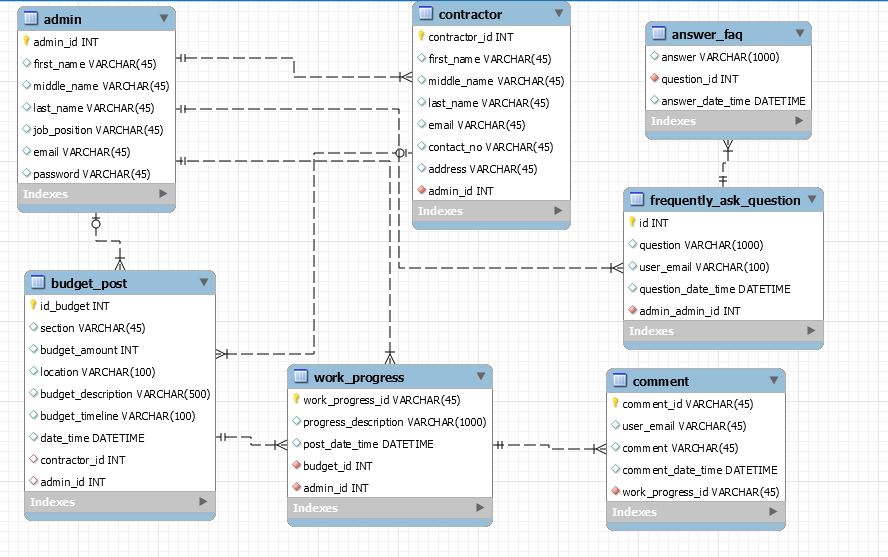 admin
admin_id INT
first_name VARCHAR(45)
middle_name VARCHAR(45)
last_name VARCHAR(45)
job_position VARCHAR(45)
email VARCHAR(45)
password VARCHAR(45)
Indexes
contractor
contractor_id INT
first_name VARCHAR(45)
middle_name VARCHAR(45)
last_name VARCHAR(45)
email VARCHAR(45)
contact_no VARCHAR(45)
address VARCHAR(45)
admin_id INT
Indexes
answer_faq
answer VARCHAR(1000)
question_id INT
answer_date_time DATETIME
Indexes
frequently_ask_question
id INT
question VARCHAR(1000)
user_email VARCHAR(100)
question_date_time DATETIME
admin_admin_id INT
Indexes
budget_post
id_budget INT
section VARCHAR(45)
budget_amount INT
location VARCHAR(100)
budget_description VARCHAR(500)
budget_timeline VARCHAR(100)
date_time DATETIME
contractor_id INT
admin_id INT
Indexes
work_progress
work_progress_id VARCHAR(45)
progress_description VARCHAR(1000)
post_date_time DATETIME
budget_id INT
admin_id INT
Indexes
comment
comment_id VARCHAR(45)
user_email VARCHAR(45)
comment VARCHAR(45)
comment_date_time DATETIME
work_progress_id VARCHAR(45)
Indexes